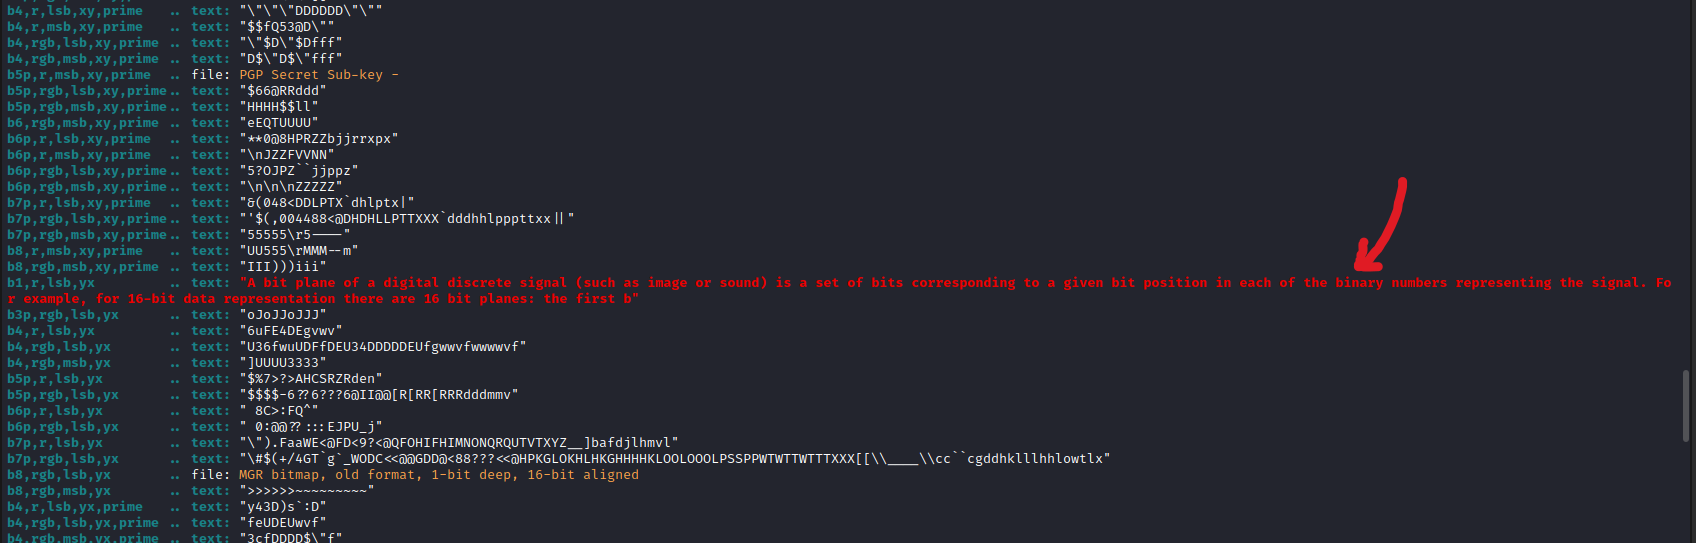 b4,r,lsb,xy,prime .. text: "\"\"\"\"DDDDDD\"\""
b4,r,msb,xy,prime .. text: "$$fQ53@D\""
b4,rgb,lsb,xy,prime .. text: "\"$D\"$Dfff"
b4,rgb,msb,xy,prime .. text: "D$\"D$\"fff"
b5p,r,msb,xy,prime .. file: PGP Secret Sub-key -
b5p,rgb,lsb,xy,prime.. text: "$66@RRddd"
b5p,rgb,msb,xy,prime.. text: "HHHH$$ll"
b6,rgb,msb,xy,prime .. text: "eEQTUUUU"
b6p,r,lsb,xy,prime .. text: "**0@8HPRZZbjjrrxpx"
b6p,r,msb,xy,prime .. text: "\nJZZFVVNN"
b6p,rgb,lsb,xy,prime.. text: "5?OJPZ``jjppz"
b6p,rgb,msb,xy,prime.. text: "\n\n\nZZZZZ"
b7p,r,lsb,xy,prime .. text: "&(048<DDLPTX`dhlptx|"
b7p,rgb,lsb,xy,prime.. text: "'$(,004488<@DHDHLLPTTXXX`dddhhlpppttxx||"
b7p,rgb,msb,xy,prime.. text: "55555\r5----"
b8,r,msb,xy,prime .. text: "UU555\rMMM--m"
b8,rgb,msb,xy,prime .. text: "III)))iii"
b1,r,lsb,yx .. text: "A bit plane of a digital discrete signal (such as image or sound) is a set of bits corresponding to a given bit position in each of the binary numbers representing the signal. Fo
r example, for 16-bit data representation there are 16 bit planes: the first b"
b3p,rgb,lsb,yx .. text: "oJoJJoJJJ"
b4,r,lsb,yx .. text: "6uFE4DEgvwv"
b4,rgb,lsb,yx .. text: "U36fwuUDFfDEU34DDDDDEUfgwwvfwwwwvf"
b4,rgb,msb,yx .. text: "]UUUU3333"
b5p,r,lsb,yx .. text: "$%7>?>AHCSRZRden"
b5p,rgb,lsb,yx .. text: "$$$$-6??6???6@II@@[R[RR[RRRdddmmv"
b6p,r,lsb,yx .. text: " 8C>:FQ^"
b6p,rgb,lsb,yx .. text: " 0:@@??:::EJPU_j"
b7p,r,lsb,yx .. text: "\").FaaWE<@FD<9?<@QFOHIFHIMNONQRQUTVTXYZ__]bafdjlhmvl"
b7p,rgb,lsb,yx .. text: "\#$(+/4GT`g`_WODC<<@@GDD@<88???<<@HPKGLOKHLHKGHHHHKLOOLOOOLPSSPPWTWTTWTTTXXX[[\\____\\cc``cgddhklllhhlowtlx"
b8,rgb,lsb,yx .. file: MGR bitmap, old format, 1-bit deep, 16-bit aligned
b8,rgb,msb,yx .. text: ">>>>>>~~~~~~~~~"
b4,r,lsb,yx,prime .. text: "y43D)s`:D"
b4,rgb,lsb,yx,prime .. text: "feUDEUwvf"
b4,rgb,msb,yx,prime .. text: "3cfDDDD$\"f"